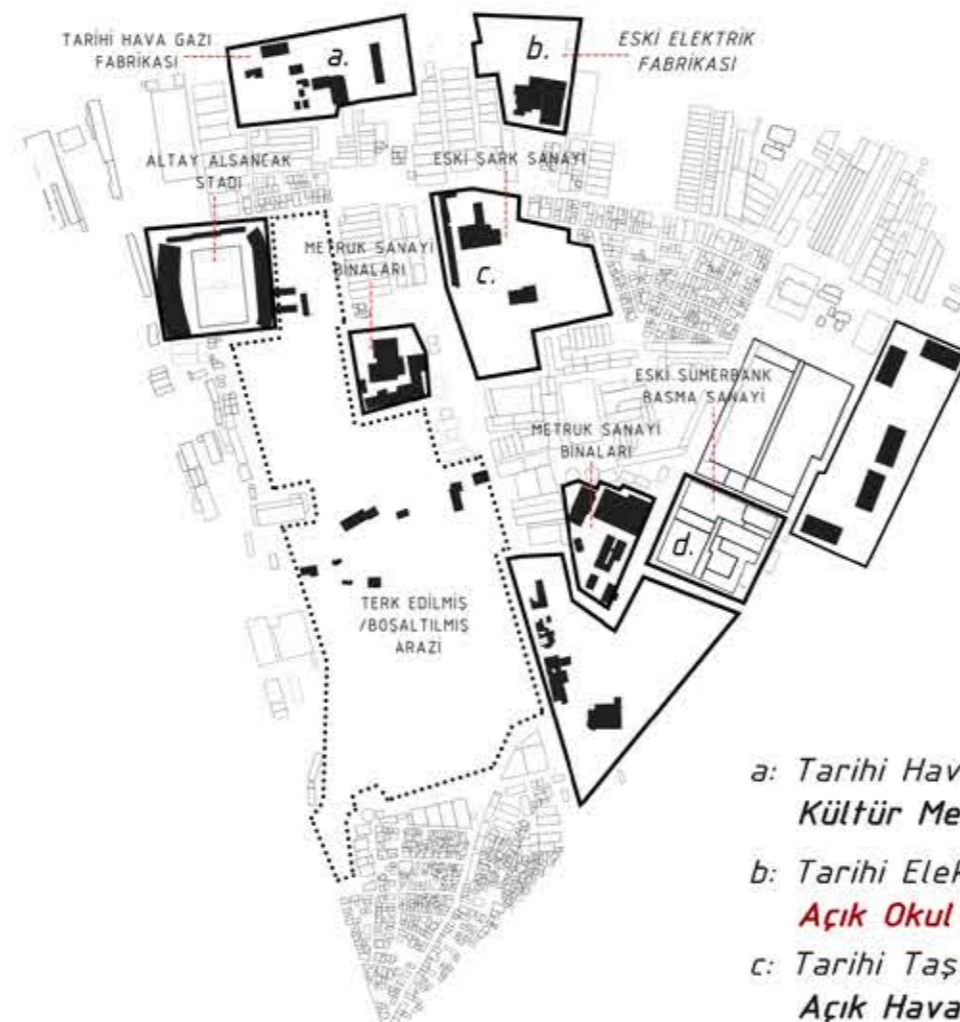 TARİHİ HAVA GAZI
FABRİKASI
a.
b.
ESKİ ELEKTRİK
FABRİKASI
ALTAY ALSANCAK
STADI
ESKİ ŞARK SANAYİ
METRUK SANAYİ
BİNALARI
c.
ESKİ SÜMERBANK
BASMA SANAYİ
METRUK SANAYİ
BİNALARI
d.
TERK EDİLMİŞ
/BOŞALTILMIŞ
ARAZİ
a: Tarihi Hav
Kültür Me
b: Tarihi Elek
Açık Okul
c: Tarihi Taş
Açık Hava